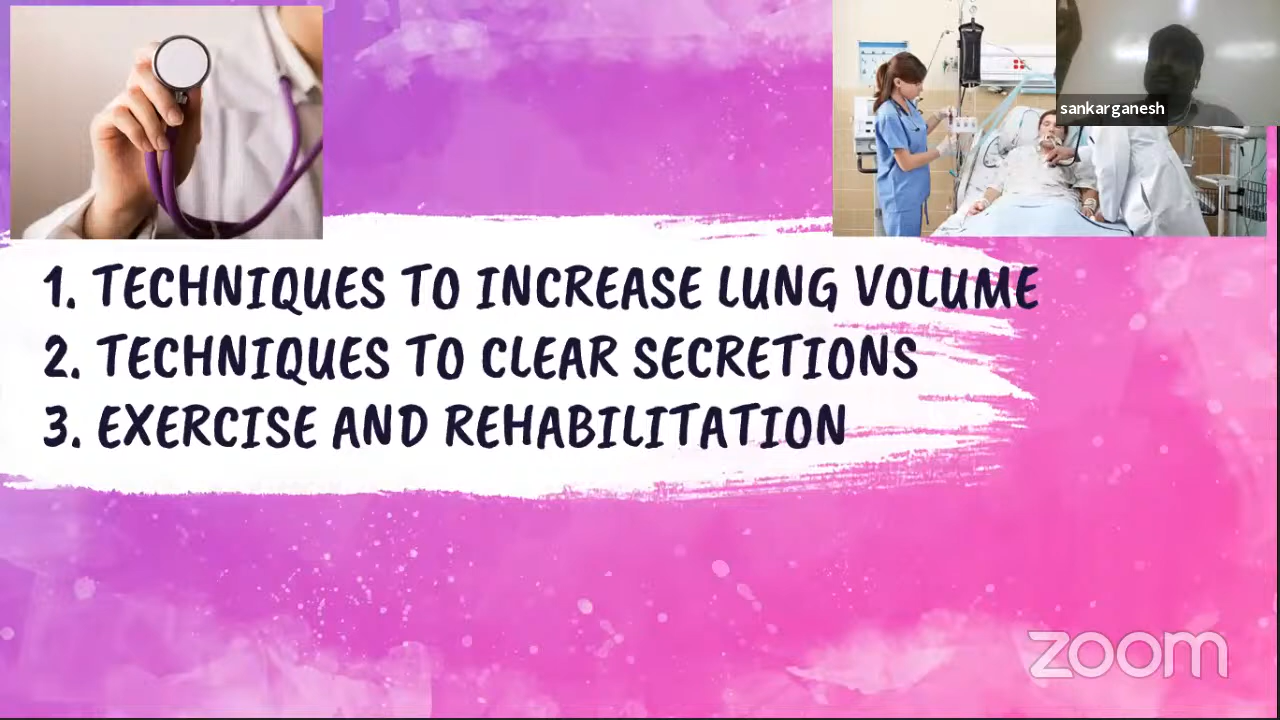 sankarganesh
1. TECHNIQUES TO INCREASE LUNG VOLUME
2. TECHNIQUES TO CLEAR SECRETIONS
3. EXERCISE AND REHABILITATION
zoom